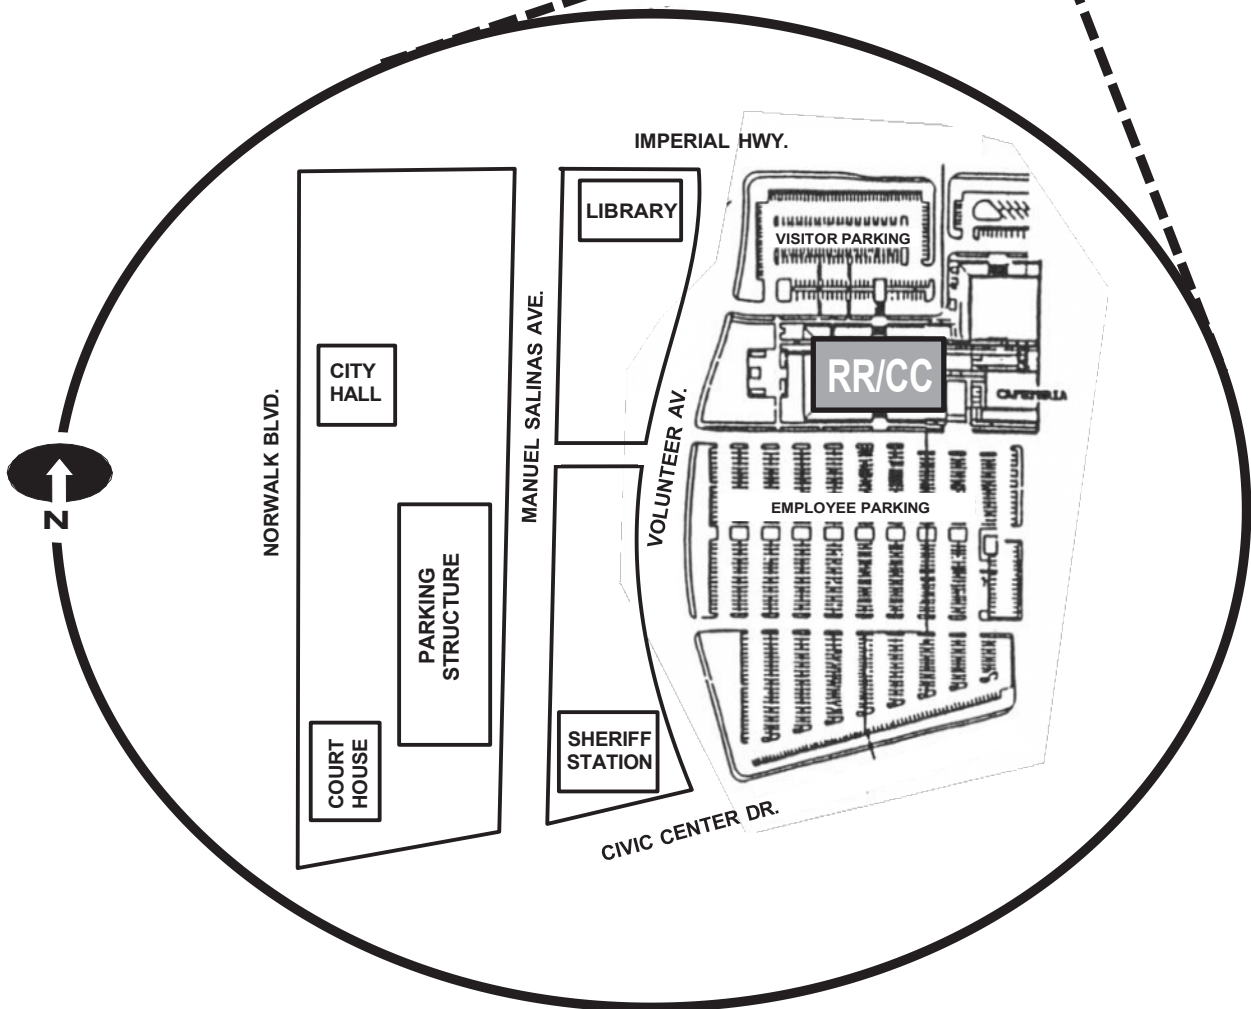 IMPERIAL HWY.
LIBRARY
VISITOR PARKING
CITY
HALL
MANUEL SALINAS AVE.
RR/CC
NORWALK BLVD.
VOLUNTEER AV.
N
EMPLOYEE PARKING
PARKING
STRUCTURE
COURT
HOUSE
SHERIFF
STATION
CIVIC CENTER DR.